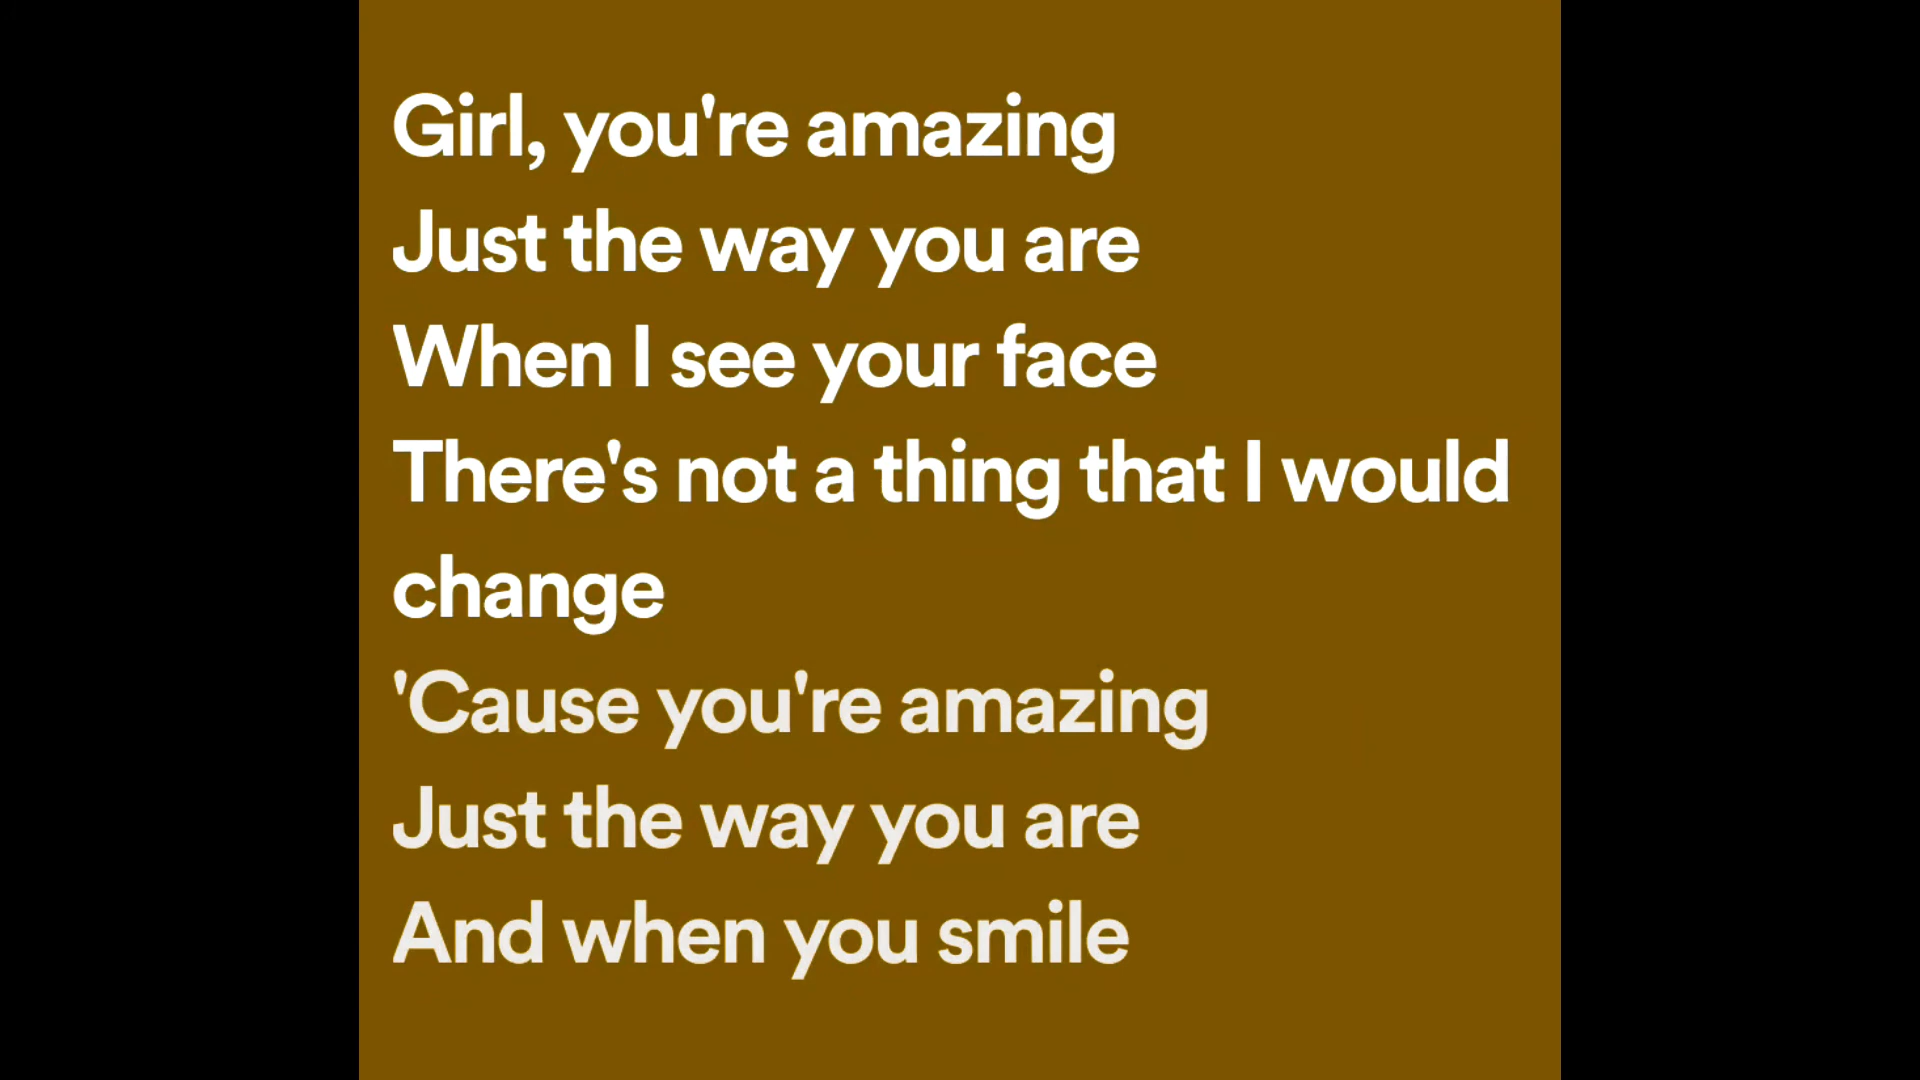 Girl, you're amazing
Just the way you are
When I see your face
There's not a thing that I would
change
'Cause you're amazing
Just the way you are
And when you smile